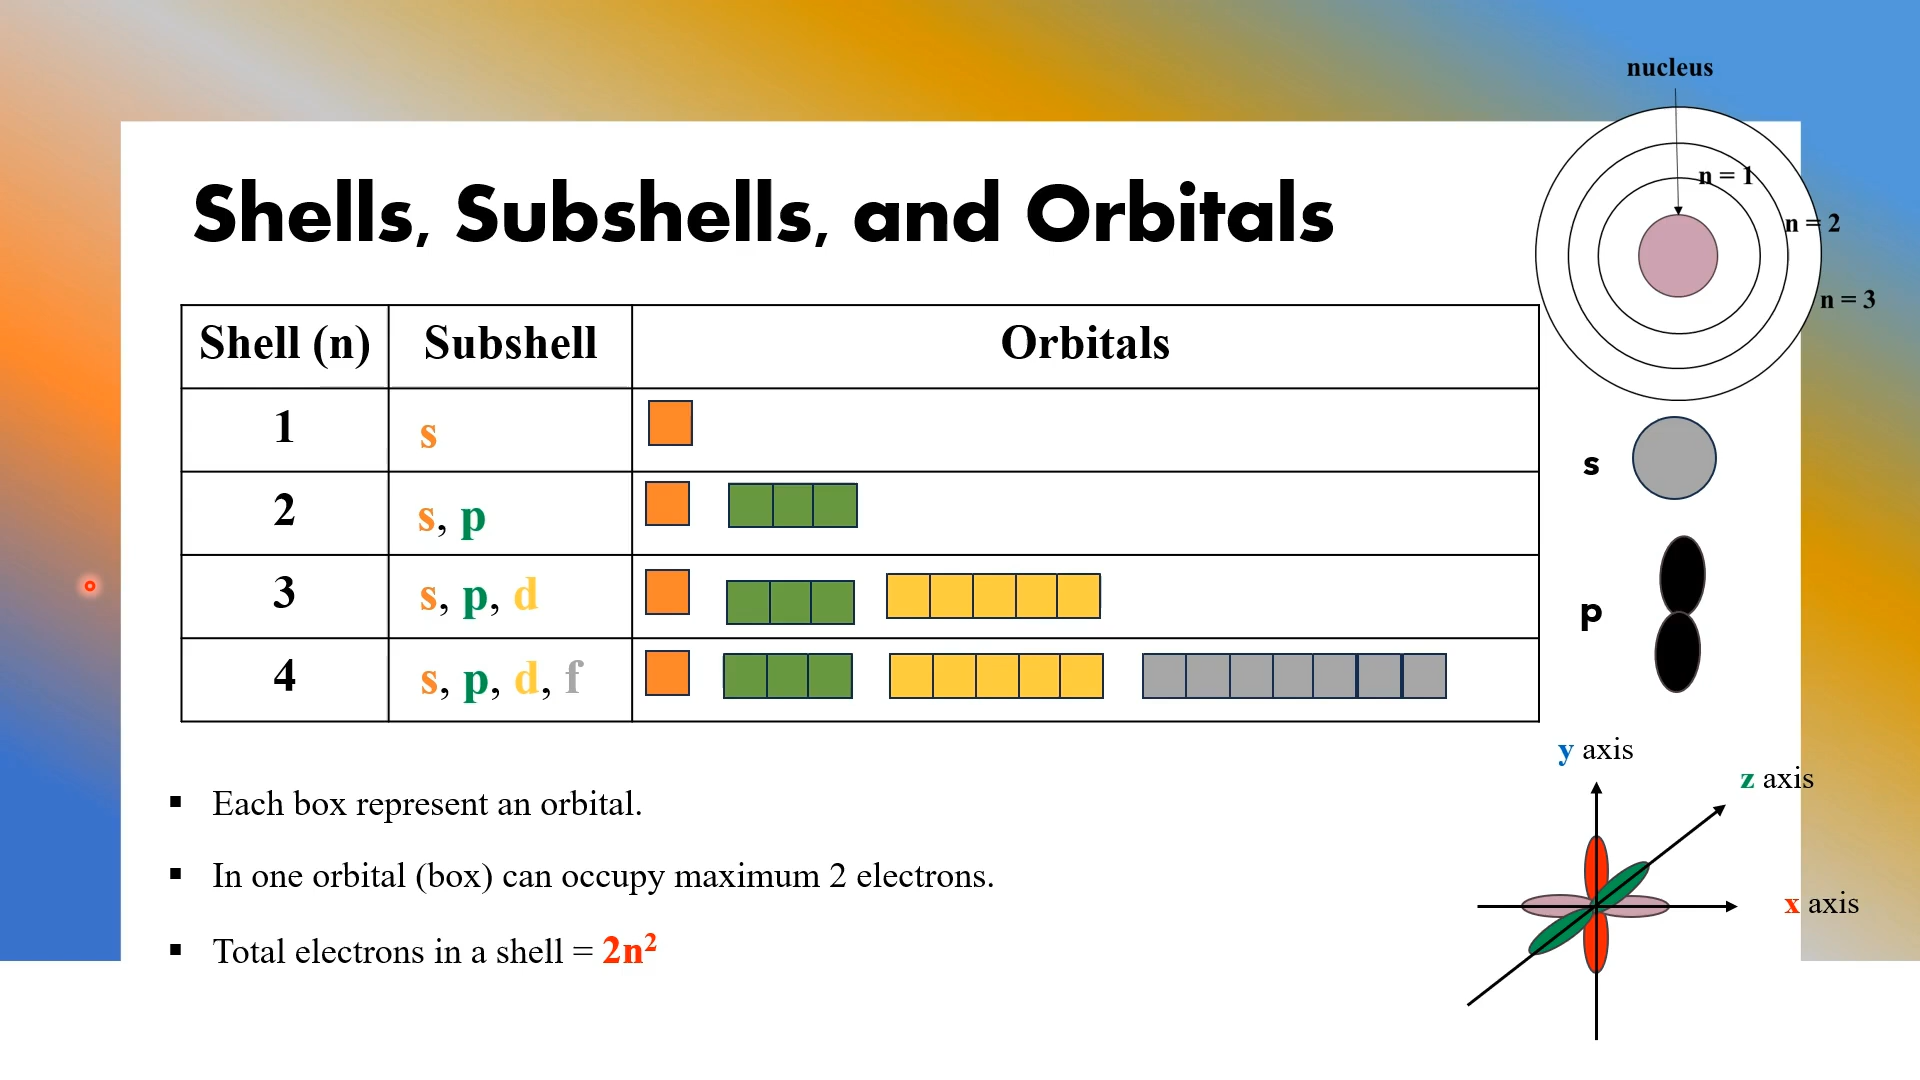 nucleus
n = 1
n = 2
n = 3
Shells, Subshells, and Orbitals
Shell (n) Subshell Orbitals
1 s
2 s, p
3 s, p, d
4 s, p, d, f
s
p
y axis
z axis
x axis
▪ Each box represent an orbital.
▪ In one orbital (box) can occupy maximum 2 electrons.
▪ Total electrons in a shell = 2n²